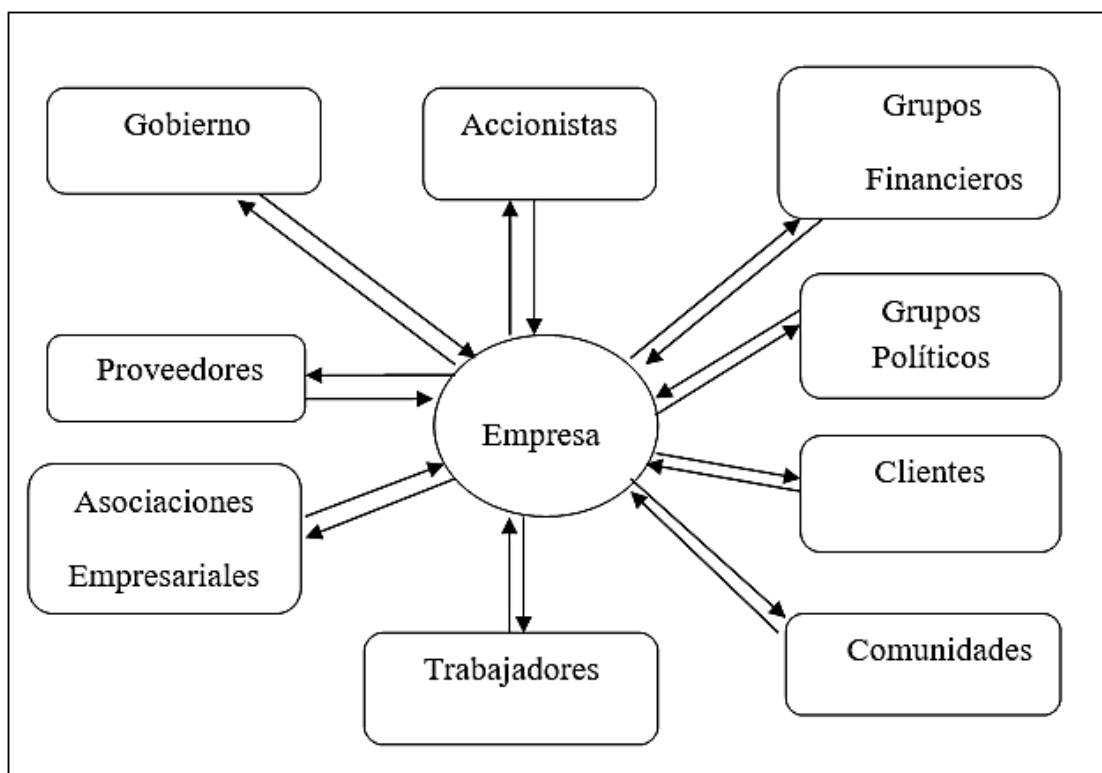 Gobierno
Accionistas
Grupos
Financieros
Proveedores
Grupos
Políticos
Empresa
Asociaciones
Empresariales
Clientes
Trabajadores
Comunidades